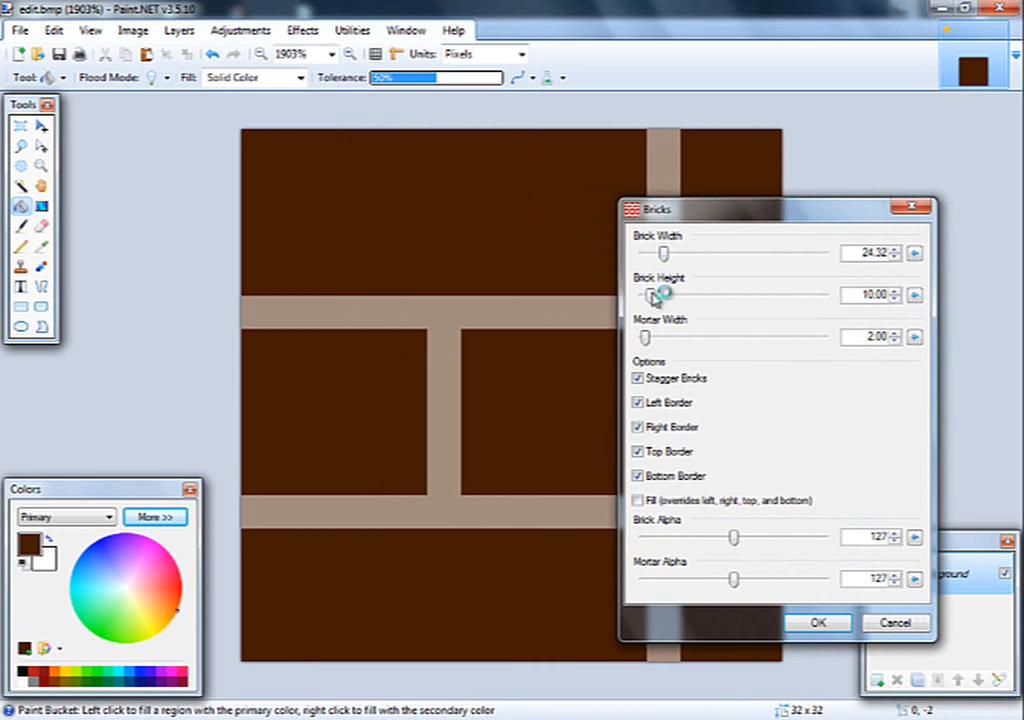 edit.bmp (1903%) - Paint.NET v3.5.10
File Edit View Image Layers Adjustments Effects Utilities Window Help
1903% Units: Pixels
Tool: Flood Mode: Fill: Solid Color Tolerance: 50%
Tools
Bricks
Brick Width
24.32
Brick Height
10.00
Mortar Width
2.00
Options
Stagger Bricks
Left Border
Right Border
Top Border
Bottom Border
Fill (overrides left, right, top, and bottom)
Brick Alpha
127
Mortar Alpha
127
OK Cancel
Colors
Primary More >>
ground
Paint Bucket: Left click to fill a region with the primary color, right click to fill with the secondary color 32 x 32 0, -2